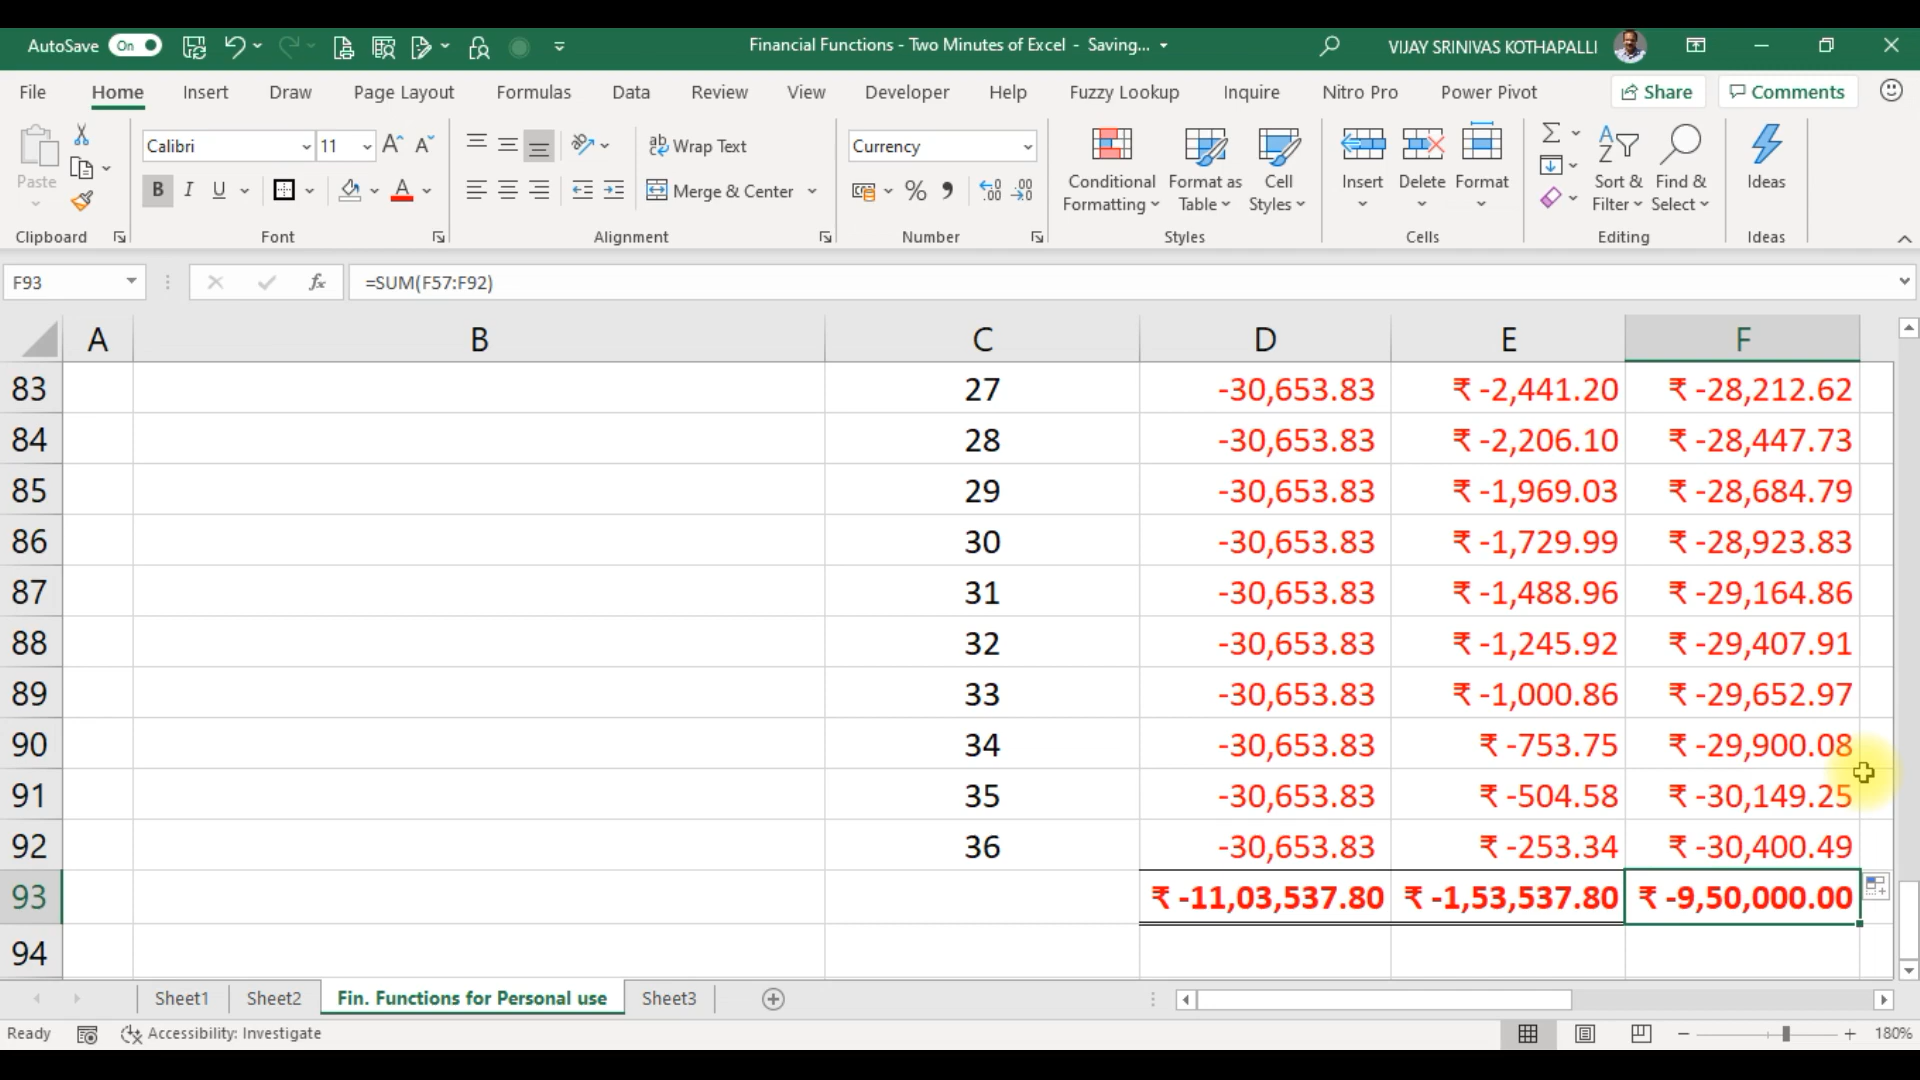 AutoSave On Financial Functions - Two Minutes of Excel - Saving... VIJAY SRINIVAS KOTHAPALLI
File Home Insert Draw Page Layout Formulas Data Review View Developer Help Fuzzy Lookup Inquire Nitro Pro Power Pivot Share Comments
Paste Calibri 11 A A Wrap Text Currency
B I U A Merge & Center % .00
Conditional Formatting Format as Table Cell Styles Insert Delete Format Sort & Filter Find & Select Ideas
Clipboard Font Alignment Number Styles Cells Editing Ideas
F93 fx =SUM(F57:F92)
A B C D E F
83 27 -30,653.83 ₹ -2,441.20 ₹ -28,212.62
84 28 -30,653.83 ₹ -2,206.10 ₹ -28,447.73
85 29 -30,653.83 ₹ -1,969.03 ₹ -28,684.79
86 30 -30,653.83 ₹ -1,729.99 ₹ -28,923.83
87 31 -30,653.83 ₹ -1,488.96 ₹ -29,164.86
88 32 -30,653.83 ₹ -1,245.92 ₹ -29,407.91
89 33 -30,653.83 ₹ -1,000.86 ₹ -29,652.97
90 34 -30,653.83 ₹ -753.75 ₹ -29,900.08
91 35 -30,653.83 ₹ -504.58 ₹ -30,149.25
92 36 -30,653.83 ₹ -253.34 ₹ -30,400.49
93 ₹ -11,03,537.80 ₹ -1,53,537.80 ₹ -9,50,000.00
94
Sheet1 Sheet2 Fin. Functions for Personal use Sheet3
Ready Accessibility: Investigate 180%